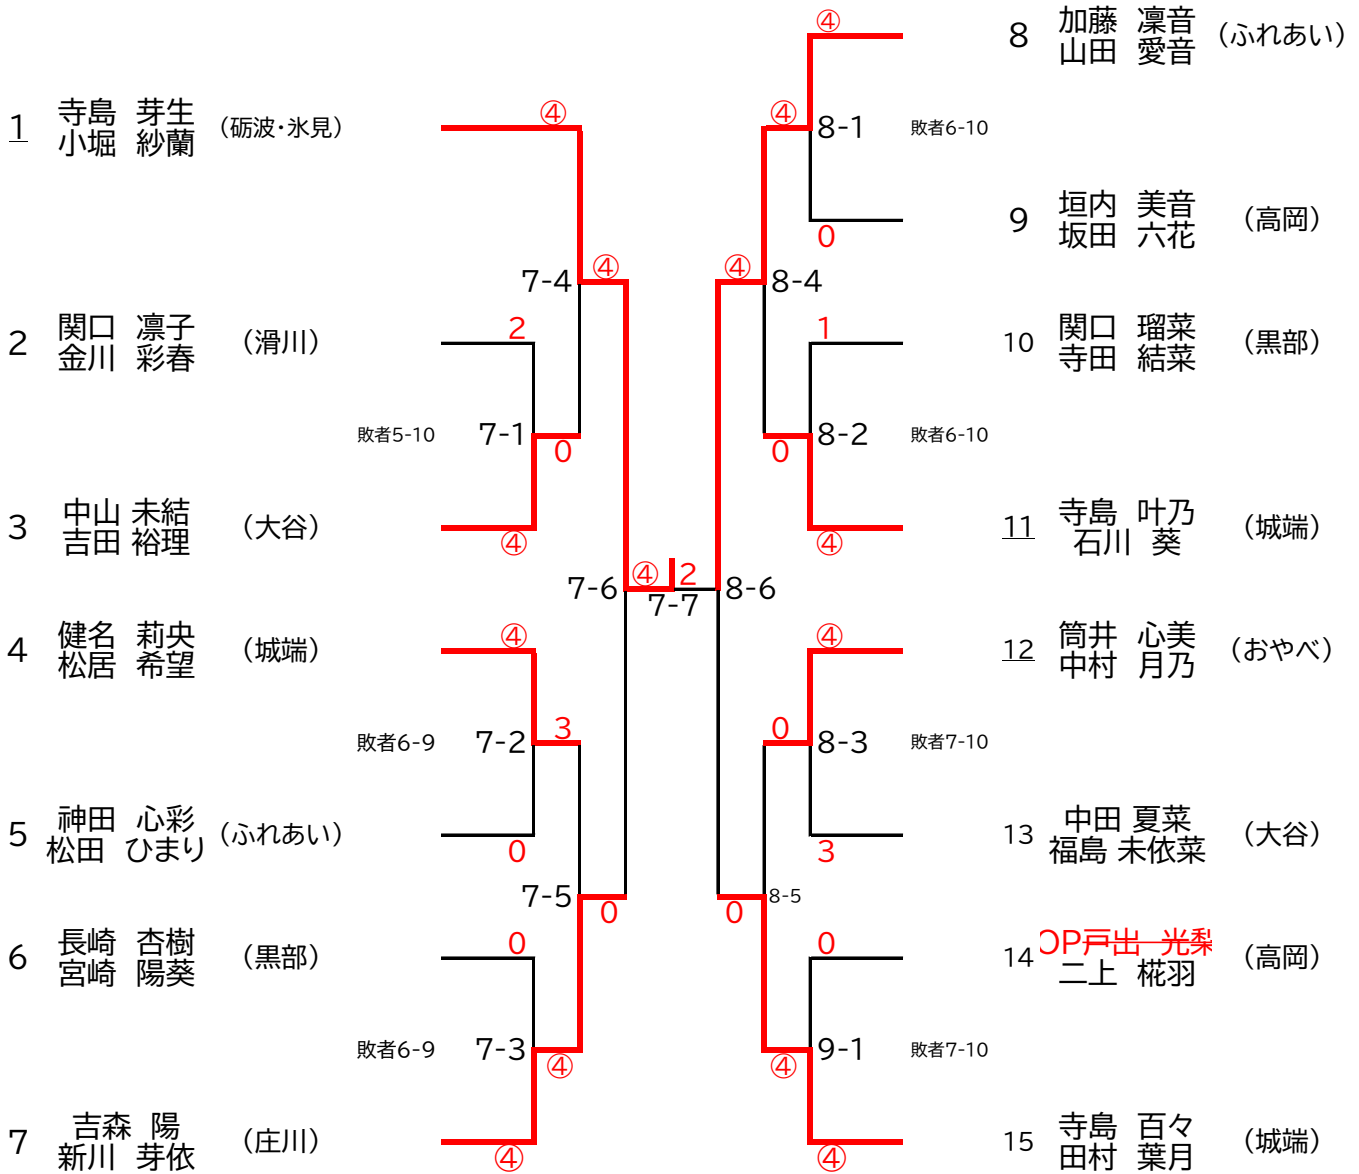 1 寺島 芽生
小堀 紗蘭 （砺波・氷見）
④
7-4
④
2 関口 凛子
金川 彩春 （滑川）
2
敗者5-10 7-1
0
3 中山 未結
吉田 裕理 （大谷）
④
7-6
④
2
7-7
8-6
4 健名 莉央
松居 希望 （城端）
④
敗者6-9 7-2
3
5 神田 心彩
松田 ひまり （ふれあい）
0
7-5
0
6 長崎 杏樹
宮崎 陽葵 （黒部）
0
敗者6-9 7-3
④
7 吉森 陽
新川 芽依 （庄川）
④
8 加藤 凜音
山田 愛音 （ふれあい）
④
④
8-1 敗者6-10
9 垣内 美音
坂田 六花 （高岡）
0
④
8-4
10 関口 瑠菜
寺田 結菜 （黒部）
1
8-2 敗者6-10
0
11 寺島 叶乃
石川 葵 （城端）
④
12 筒井 心美
中村 月乃 （おやべ）
④
0
8-3 敗者7-10
13 中田 夏菜
福島 未依菜 （大谷）
3
8-5
0
14 OP戸出 光梨
二上 椛羽 （高岡）
0
9-1 敗者7-10
④
15 寺島 百々
田村 葉月 （城端）
④